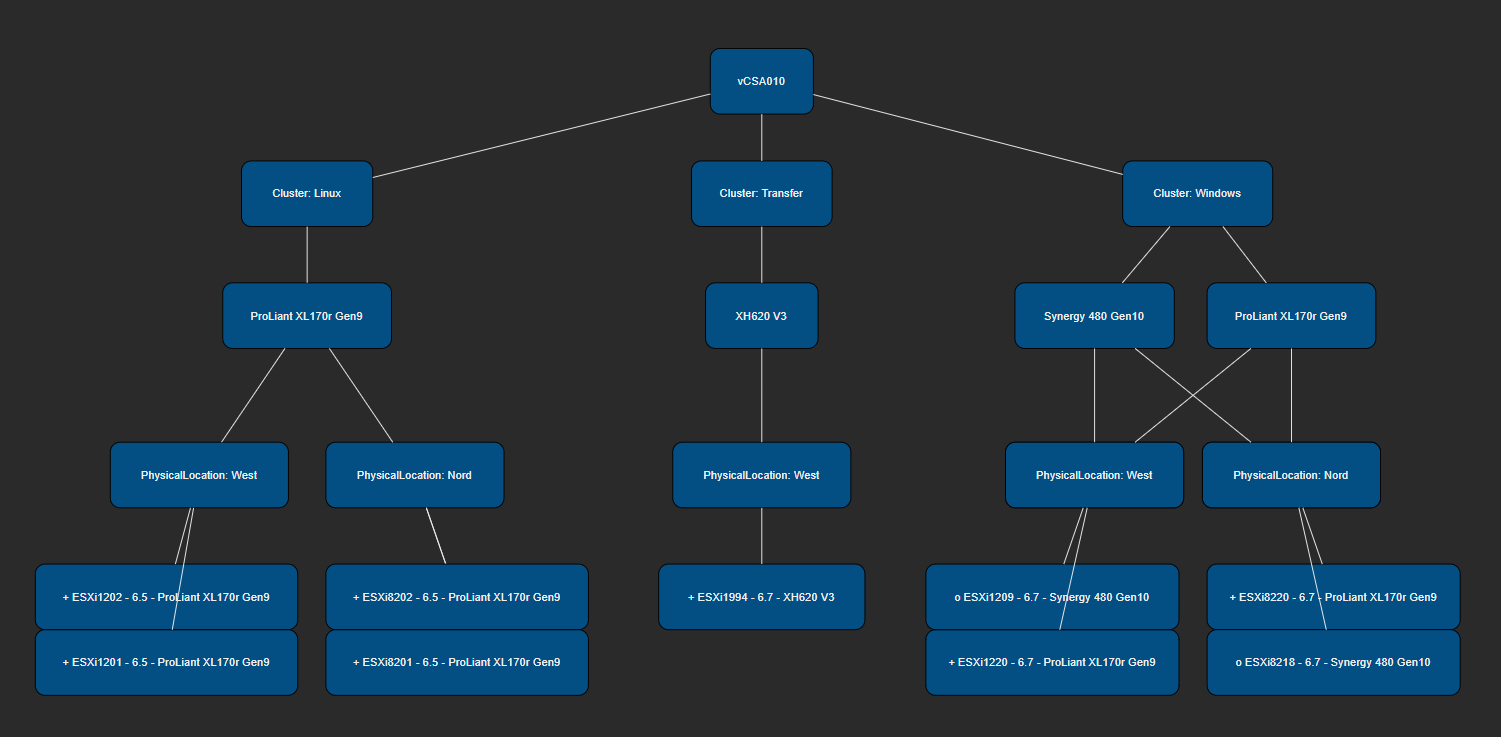 vCSA010
Cluster: Linux
Cluster: Transfer
Cluster: Windows
ProLiant XL170r Gen9
XH620 V3
Synergy 480 Gen10
ProLiant XL170r Gen9
PhysicalLocation: West
PhysicalLocation: Nord
PhysicalLocation: West
PhysicalLocation: West
PhysicalLocation: Nord
+ ESXi1202 - 6.5 - ProLiant XL170r Gen9
+ ESXi8202 - 6.5 - ProLiant XL170r Gen9
+ ESXi1994 - 6.7 - XH620 V3
o ESXi1209 - 6.7 - Synergy 480 Gen10
+ ESXi8220 - 6.7 - ProLiant XL170r Gen9
+ ESXi1201 - 6.5 - ProLiant XL170r Gen9
+ ESXi8201 - 6.5 - ProLiant XL170r Gen9
+ ESXi1220 - 6.7 - ProLiant XL170r Gen9
o ESXi8218 - 6.7 - Synergy 480 Gen10